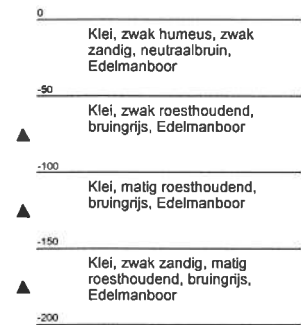 0
Klei, zwak humeus, zwak
zandig, neutraalbruin,
Edelmanboor
-50
Klei, zwak roesthoudend,
bruingrijs, Edelmanboor
-100
Klei, matig roesthoudend,
bruingrijs, Edelmanboor
-150
Klei, zwak zandig, matig
roesthoudend, bruingrijs,
Edelmanboor
-200